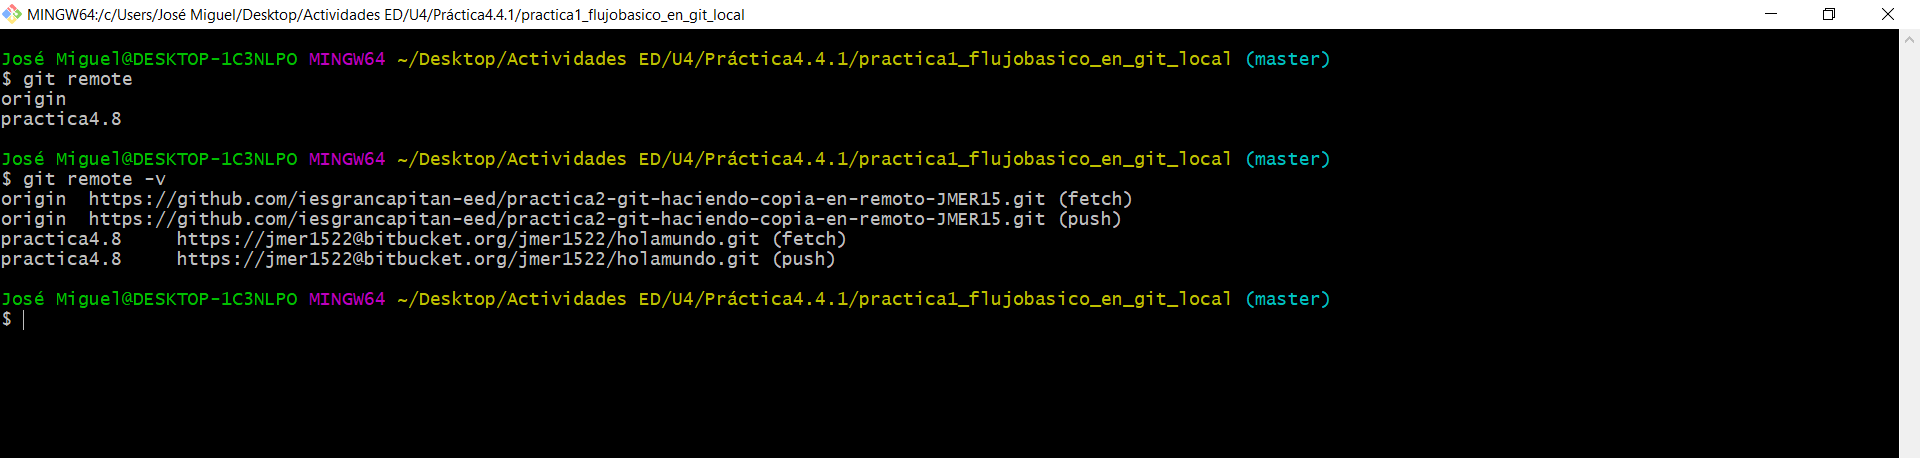 MINGW64:/c/Users/José Miguel/Desktop/Actividades ED/U4/Práctica4.4.1/practica1_flujobasico_en_git_local
José Miguel@DESKTOP-1C3NLPO MINGW64 ~/Desktop/Actividades ED/U4/Práctica4.4.1/practica1_flujobasico_en_git_local (master)
$ git remote
origin
practica4.8
José Miguel@DESKTOP-1C3NLPO MINGW64 ~/Desktop/Actividades ED/U4/Práctica4.4.1/practica1_flujobasico_en_git_local (master)
$ git remote -v
origin  https://github.com/iesgrancapitan-eed/practica2-git-haciendo-copia-en-remoto-JMER15.git (fetch)
origin  https://github.com/iesgrancapitan-eed/practica2-git-haciendo-copia-en-remoto-JMER15.git (push)
practica4.8     https://jmer1522@bitbucket.org/jmer1522/holamundo.git (fetch)
practica4.8     https://jmer1522@bitbucket.org/jmer1522/holamundo.git (push)
José Miguel@DESKTOP-1C3NLPO MINGW64 ~/Desktop/Actividades ED/U4/Práctica4.4.1/practica1_flujobasico_en_git_local (master)
$